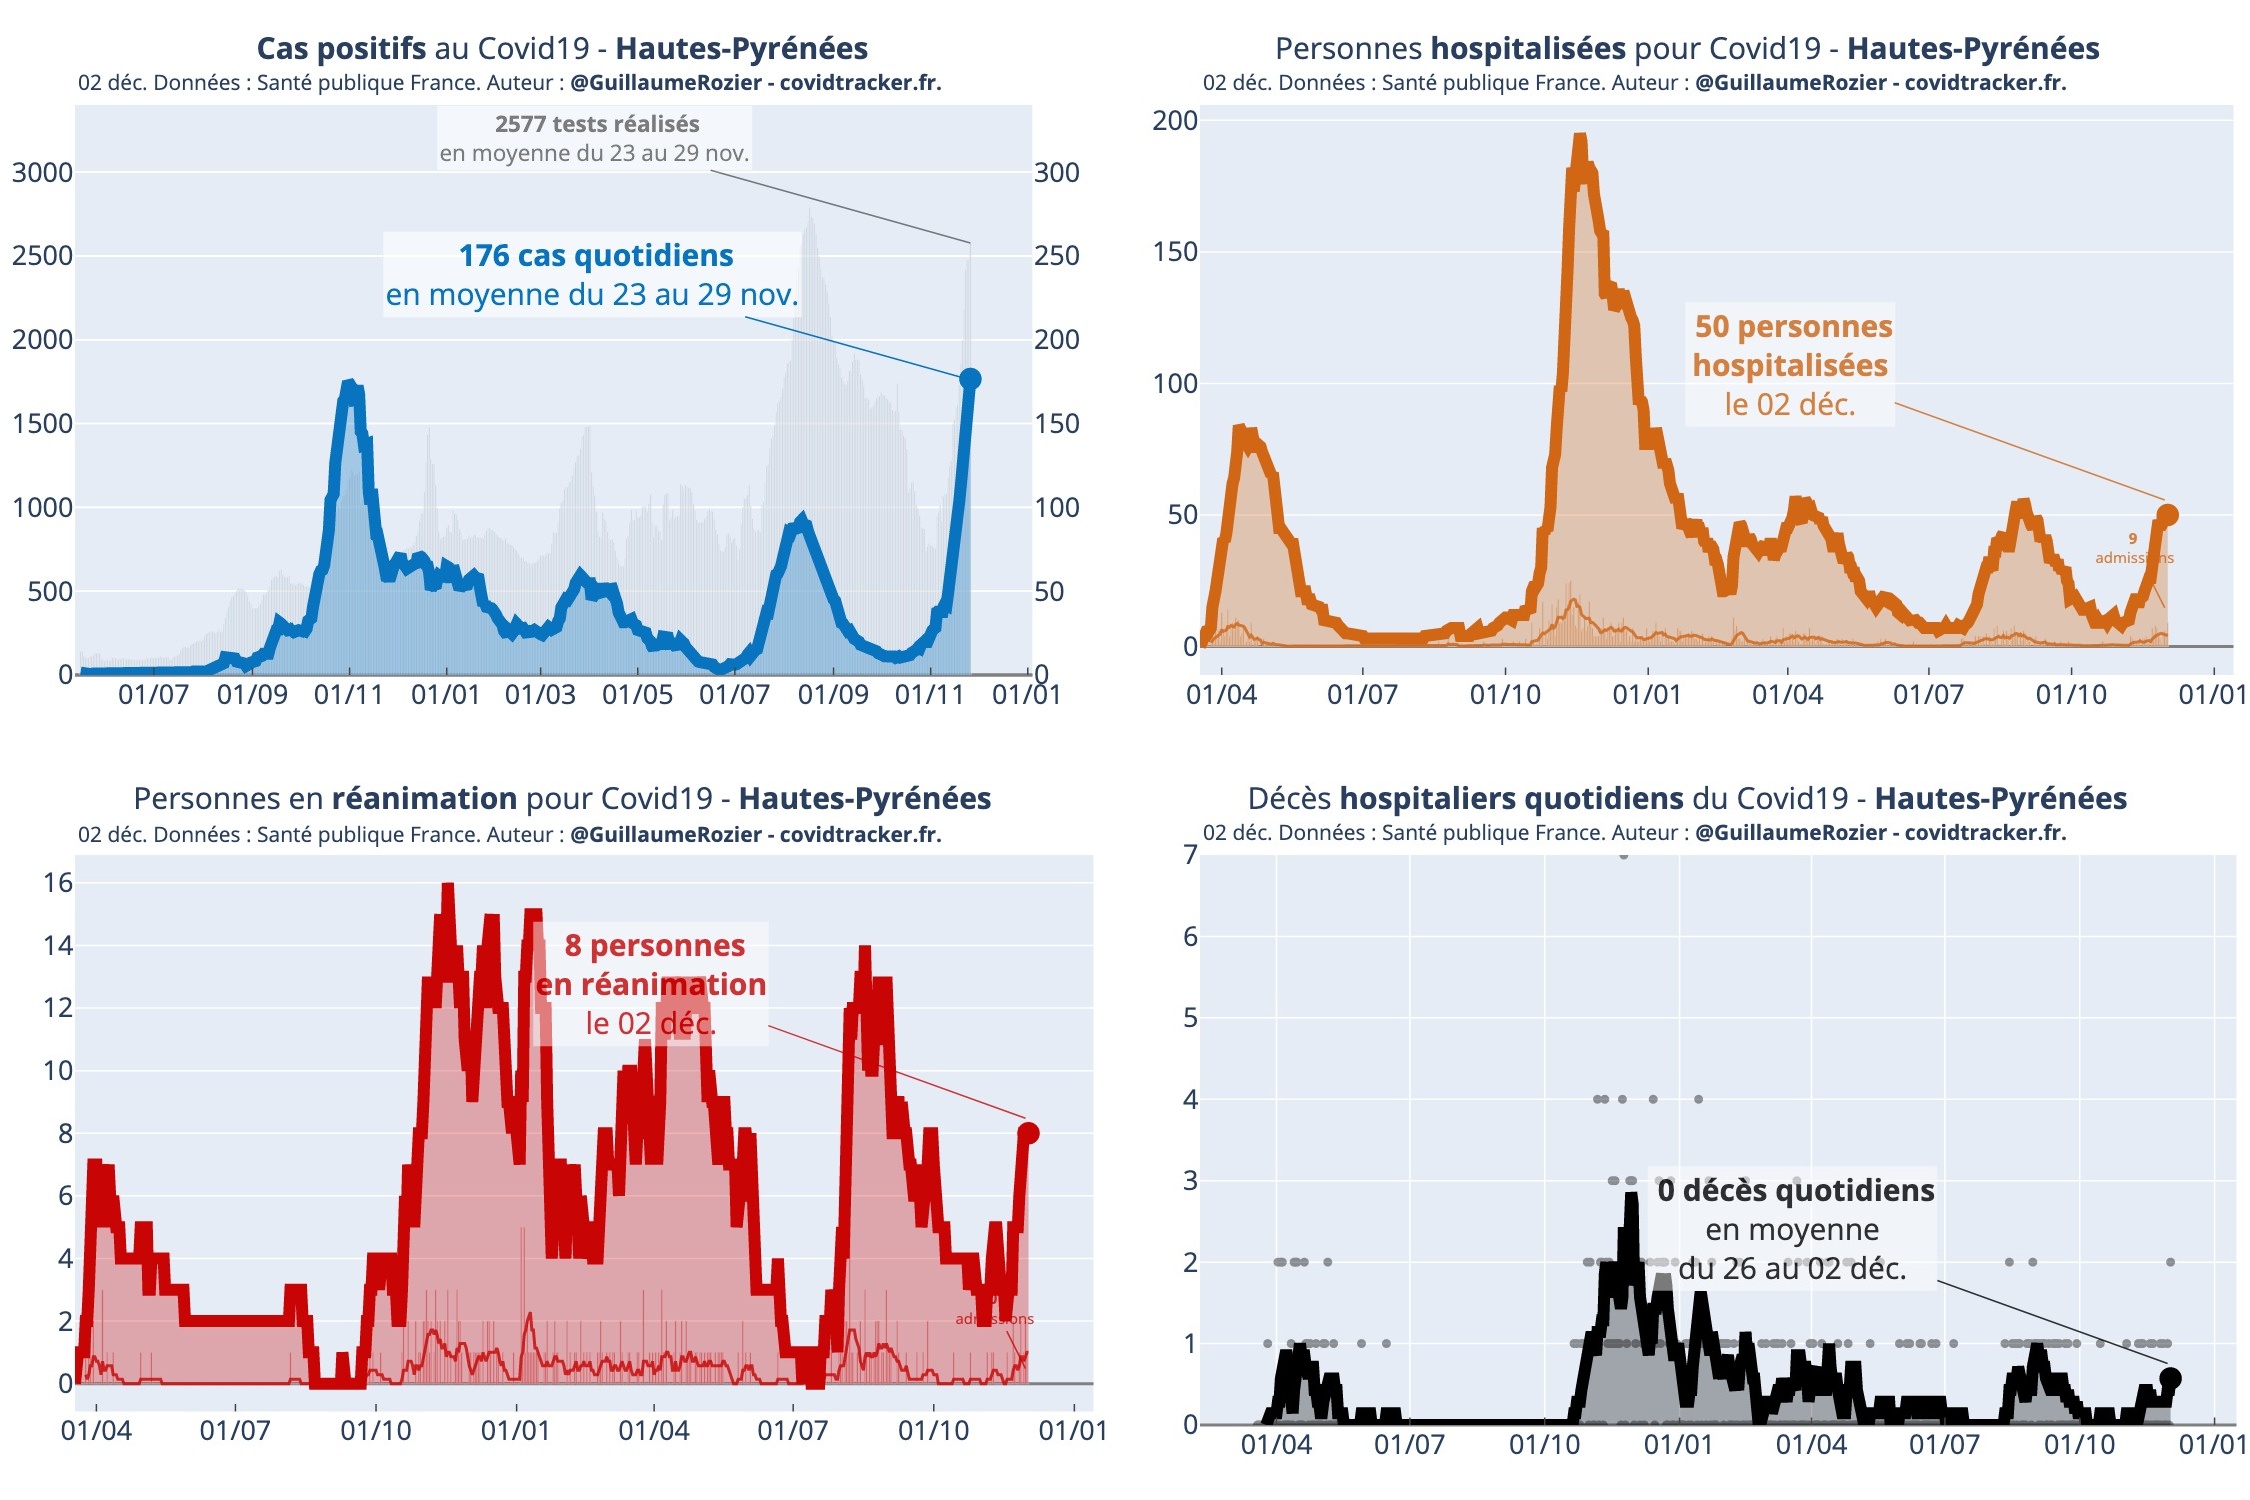 Cas positifs au Covid19 - Hautes-Pyrénées
02 déc. Données : Santé publique France. Auteur : @GuillaumeRozier - covidtracker.fr.
2577 tests réalisés
en moyenne du 23 au 29 nov.
176 cas quotidiens
en moyenne du 23 au 29 nov.
3000 300
2500 250
2000 200
1500 150
1000 100
500 50
0 0
01/07 01/09 01/11 01/01 01/03 01/05 01/07 01/09 01/11 01/01
Personnes hospitalisées pour Covid19 - Hautes-Pyrénées
02 déc. Données : Santé publique France. Auteur : @GuillaumeRozier - covidtracker.fr.
200
150
100
50
0
50 personnes
hospitalisées
le 02 déc.
9
admissions
01/04 01/07 01/10 01/01 01/04 01/07 01/10 01/01
Personnes en réanimation pour Covid19 - Hautes-Pyrénées
02 déc. Données : Santé publique France. Auteur : @GuillaumeRozier - covidtracker.fr.
16
14
12
10
8
6
4
2
0
8 personnes
en réanimation
le 02 déc.
admissions
01/04 01/07 01/10 01/01 01/04 01/07 01/10 01/01
Décès hospitaliers quotidiens du Covid19 - Hautes-Pyrénées
02 déc. Données : Santé publique France. Auteur : @GuillaumeRozier - covidtracker.fr.
7
6
5
4
3
2
1
0
0 décès quotidiens
en moyenne
du 26 au 02 déc.
01/04 01/07 01/10 01/01 01/04 01/07 01/10 01/01